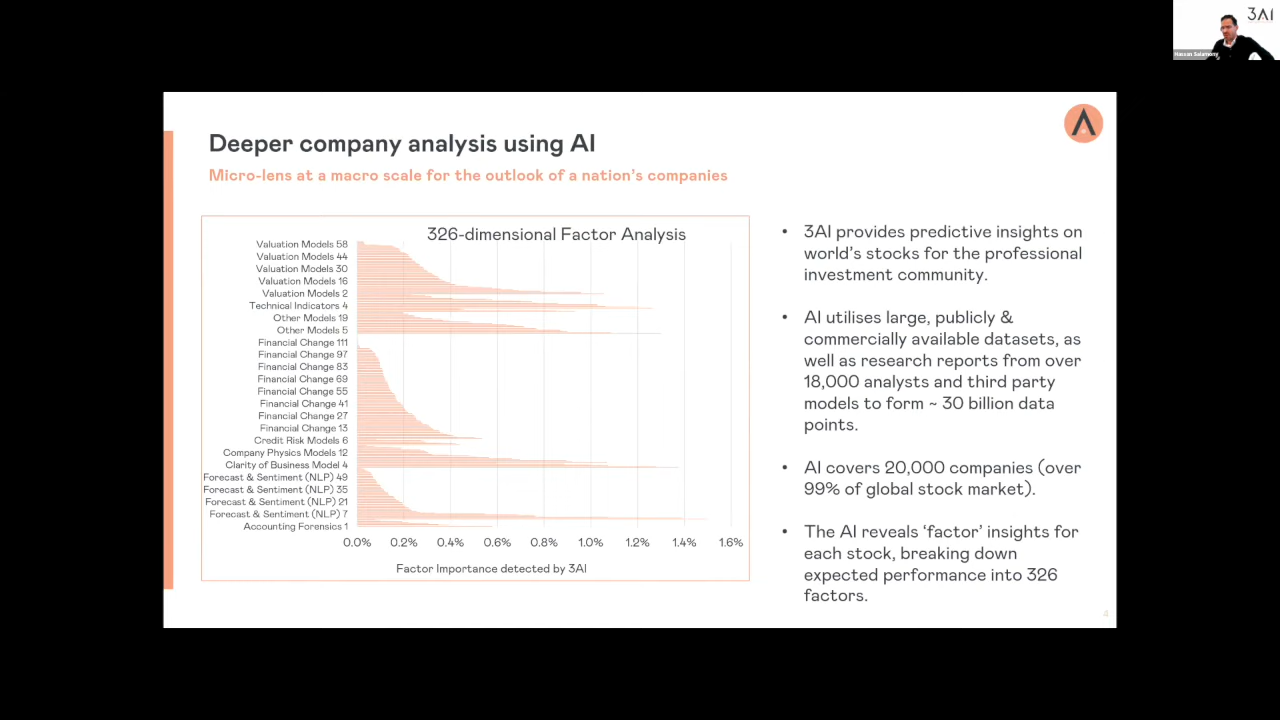 3AI
Hassan Salamony
Deeper company analysis using AI
Micro-lens at a macro scale for the outlook of a nation's companies
326-dimensional Factor Analysis
Valuation Models 58
Valuation Models 44
Valuation Models 30
Valuation Models 16
Valuation Models 2
Technical Indicators 4
Other Models 19
Other Models 5
Financial Change 111
Financial Change 97
Financial Change 83
Financial Change 69
Financial Change 55
Financial Change 41
Financial Change 27
Financial Change 13
Credit Risk Models 6
Company Physics Models 12
Clarity of Business Model 4
Forecast & Sentiment (NLP) 49
Forecast & Sentiment (NLP) 35
Forecast & Sentiment (NLP) 21
Forecast & Sentiment (NLP) 7
Accounting Forensics 1
0.0% 0.2% 0.4% 0.6% 0.8% 1.0% 1.2% 1.4% 1.6%
Factor Importance detected by 3AI
• 3AI provides predictive insights on
world's stocks for the professional
investment community.
• AI utilises large, publicly &
commercially available datasets, as
well as research reports from over
18,000 analysts and third party
models to form ~ 30 billion data
points.
• AI covers 20,000 companies (over
99% of global stock market).
• The AI reveals 'factor' insights for
each stock, breaking down
expected performance into 326
factors.
4